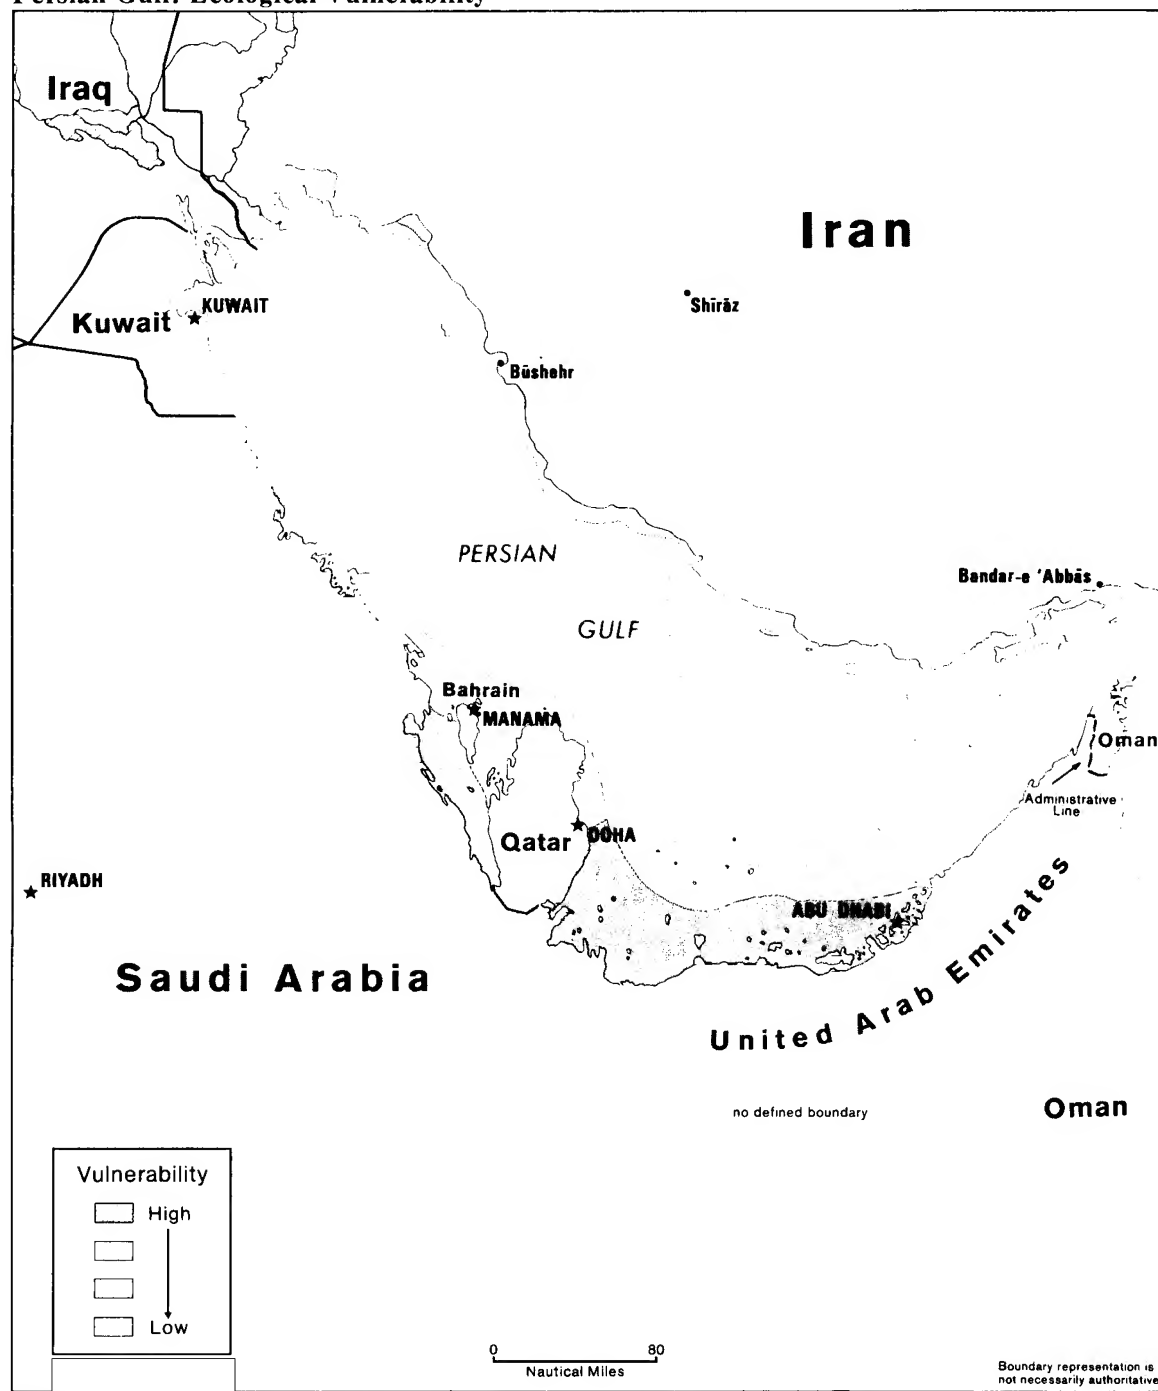 Persian Gulf: Ecological Vulnerability
Iraq
Iran
Shīrāz
KUWAIT
Kuwait
Būshehr
PERSIAN
GULF
Bandar-e 'Abbās
Bahrain
MANAMA
Oman
Administrative
Line
Qatar
DOHA
RIYADH
ABU DHABI
Saudi Arabia
United Arab Emirates
no defined boundary
Oman
Vulnerability
High
Low
0 80
Nautical Miles
Boundary representation is
not necessarily authoritative